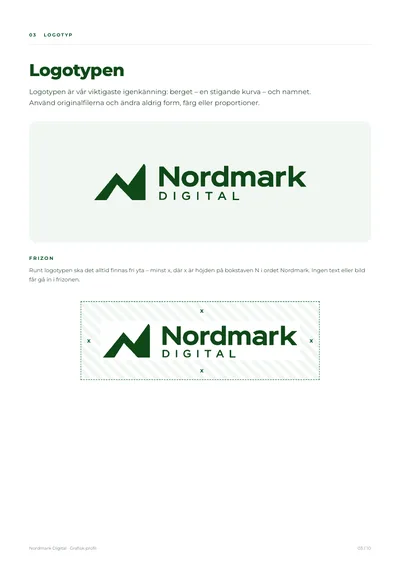 03 LOGOTYP
Logotypen
Logotypen är vår viktigaste igenkänning: berget – en stigande kurva – och namnet.
Använd originalfilerna och ändra aldrig form, färg eller proportioner.
Nordmark
DIGITAL
FRIZON
Runt logotypen ska det alltid finnas fri yta – minst x, där x är höjden på bokstaven N i ordet Nordmark. Ingen text eller bild
får gå in i frizonen.
x
x
Nordmark
DIGITAL
x
x
Nordmark Digital · Grafisk profil
03 / 10